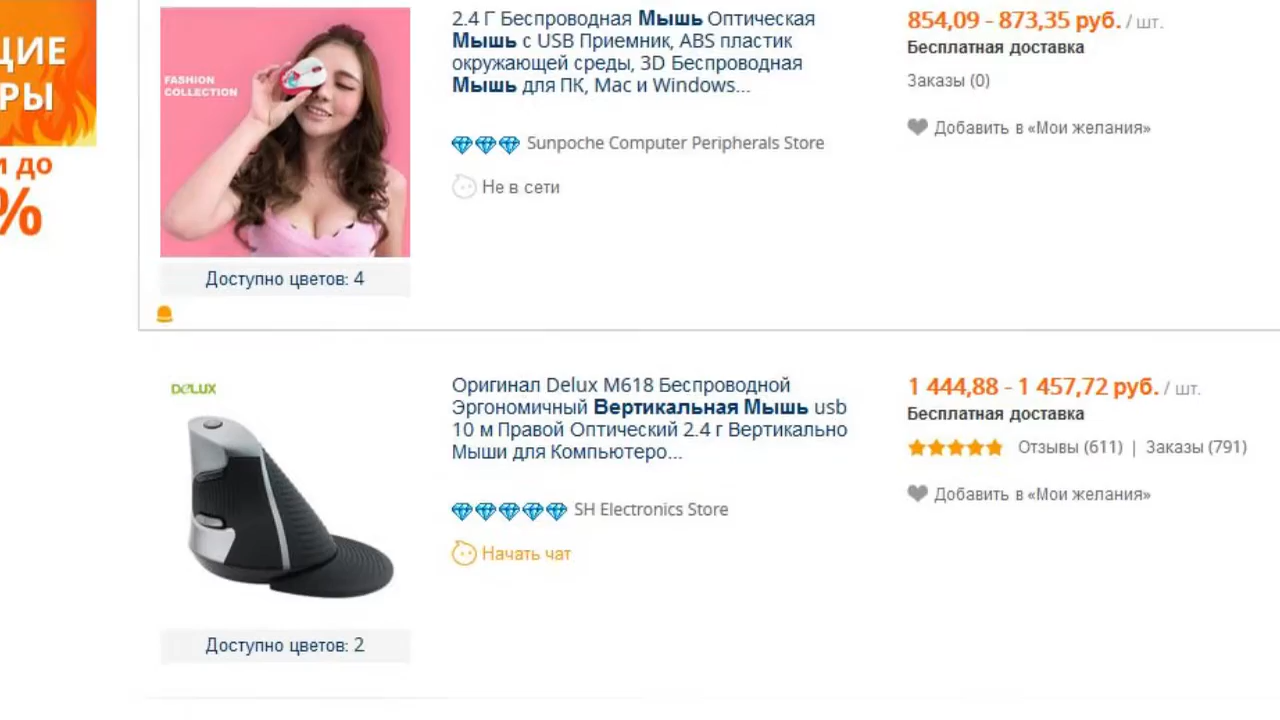 ЩИЕ
РЫ
и до
%
FASHION
COLLECTION
Доступно цветов: 4
2.4 Г Беспроводная Мышь Оптическая
Мышь с USB Приемник, ABS пластик
окружающей среды, 3D Беспроводная
Мышь для ПК, Mac и Windows...
Sunpoche Computer Peripherals Store
Не в сети
854,09 - 873,35 руб. / шт.
Бесплатная доставка
Заказы (0)
Добавить в «Мои желания»
DeLUX
Доступно цветов: 2
Оригинал Delux M618 Беспроводной
Эргономичный Вертикальная Мышь usb
10 м Правой Оптический 2.4 г Вертикально
Мыши для Компьютеро...
SH Electronics Store
Начать чат
1 444,88 - 1 457,72 руб. / шт.
Бесплатная доставка
Отзывы (611) | Заказы (791)
Добавить в «Мои желания»